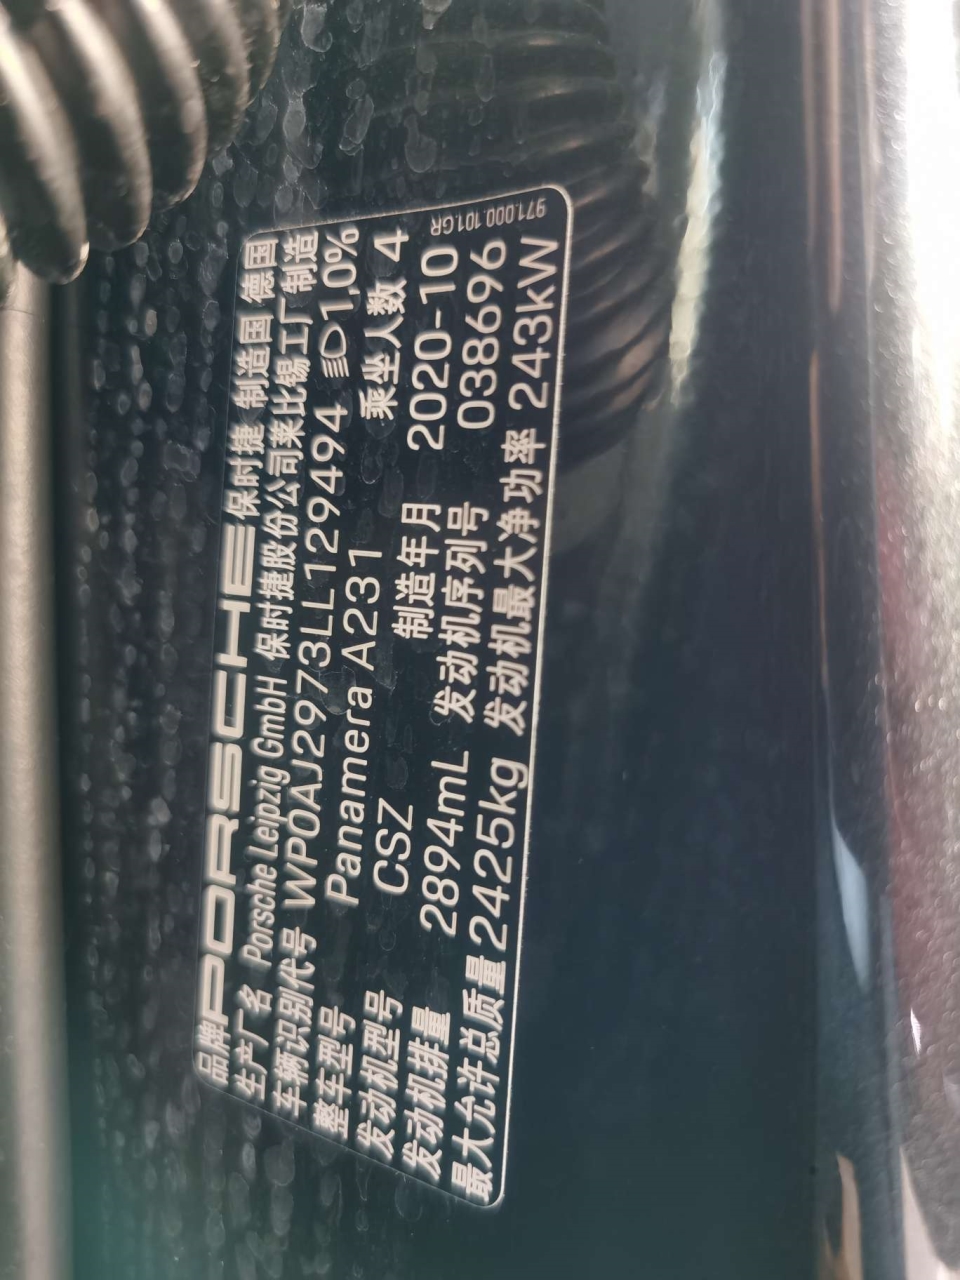 品牌 PORSCHE 保时捷 制造国 德国
生产厂名 Porsche Leipzig GmbH 保时捷股份公司莱比锡工厂制造
车辆识别代号 WP0AJ2973LL129494 1,0%
整车型号 Panamera A231 乘坐人数 4
发动机型号 CSZ 制造年月 2020-10
发动机排量 2894mL 发动机序列号 038696
最大允许总质量 2425kg 发动机最大净功率 243kW
971.000.101.GR